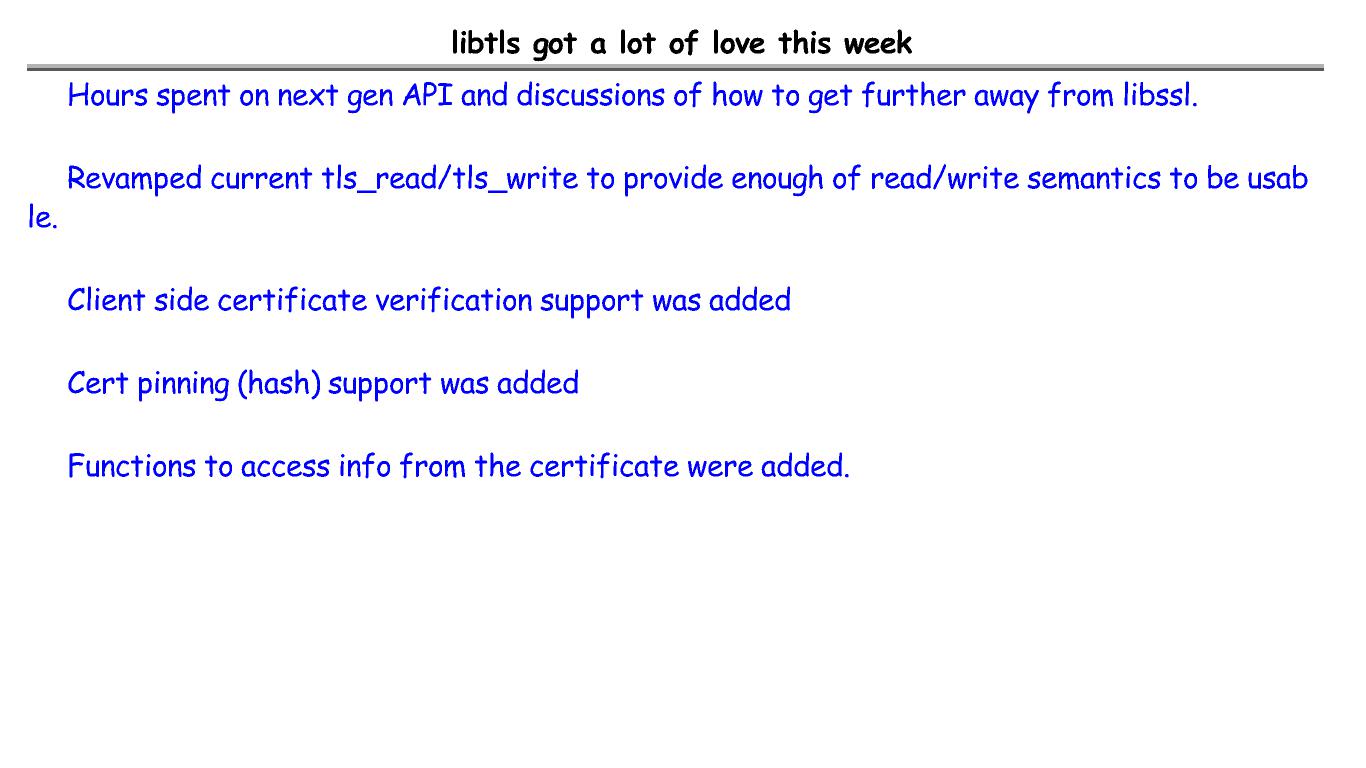 libtls got a lot of love this week
Hours spent on next gen API and discussions of how to get further away from libssl.
Revamped current tls_read/tls_write to provide enough of read/write semantics to be usab
le.
Client side certificate verification support was added
Cert pinning (hash) support was added
Functions to access info from the certificate were added.